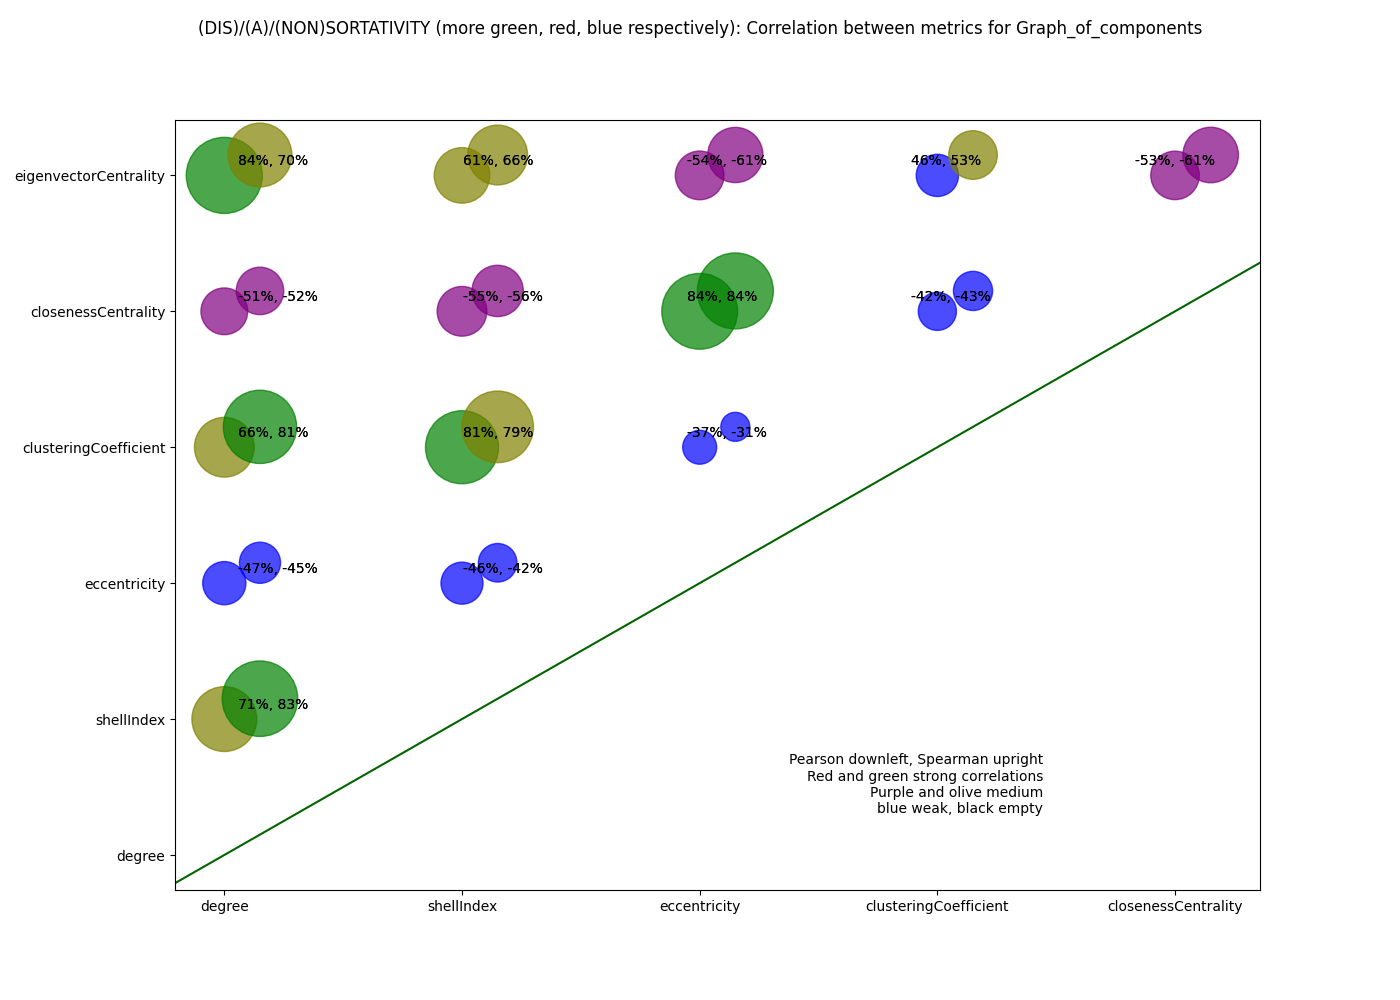 (DIS)/(A)/(NON)SORTATIVITY (more green, red, blue respectively): Correlation between metrics for Graph_of_components
eigenvectorCentrality
84%, 70%
61%, 66%
-54%, -61%
46%, 53%
-53%, -61%
closenessCentrality
-51%, -52%
-55%, -56%
84%, 84%
-42%, -43%
clusteringCoefficient
66%, 81%
81%, 79%
-37%, -31%
eccentricity
-47%, -45%
-46%, -42%
shellIndex
71%, 83%
Pearson downleft, Spearman upright
Red and green strong correlations
Purple and olive medium
blue weak, black empty
degree
degree
shellIndex
eccentricity
clusteringCoefficient
closenessCentrality